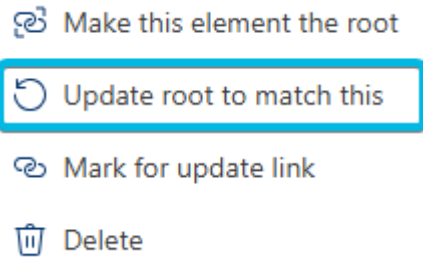 Make this element the root
Update root to match this
Mark for update link
Delete